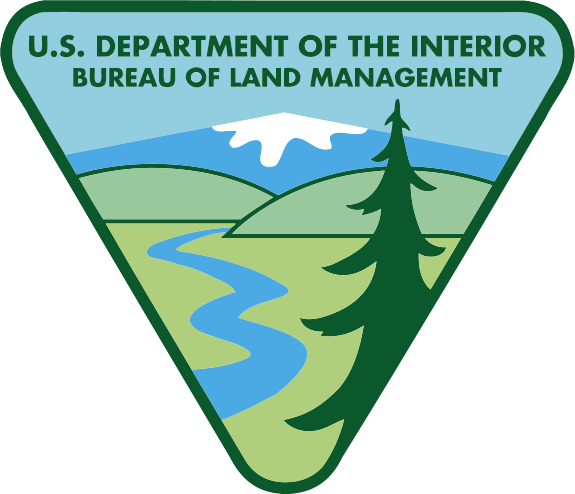 U.S. DEPARTMENT OF THE INTERIOR
BUREAU OF LAND MANAGEMENT